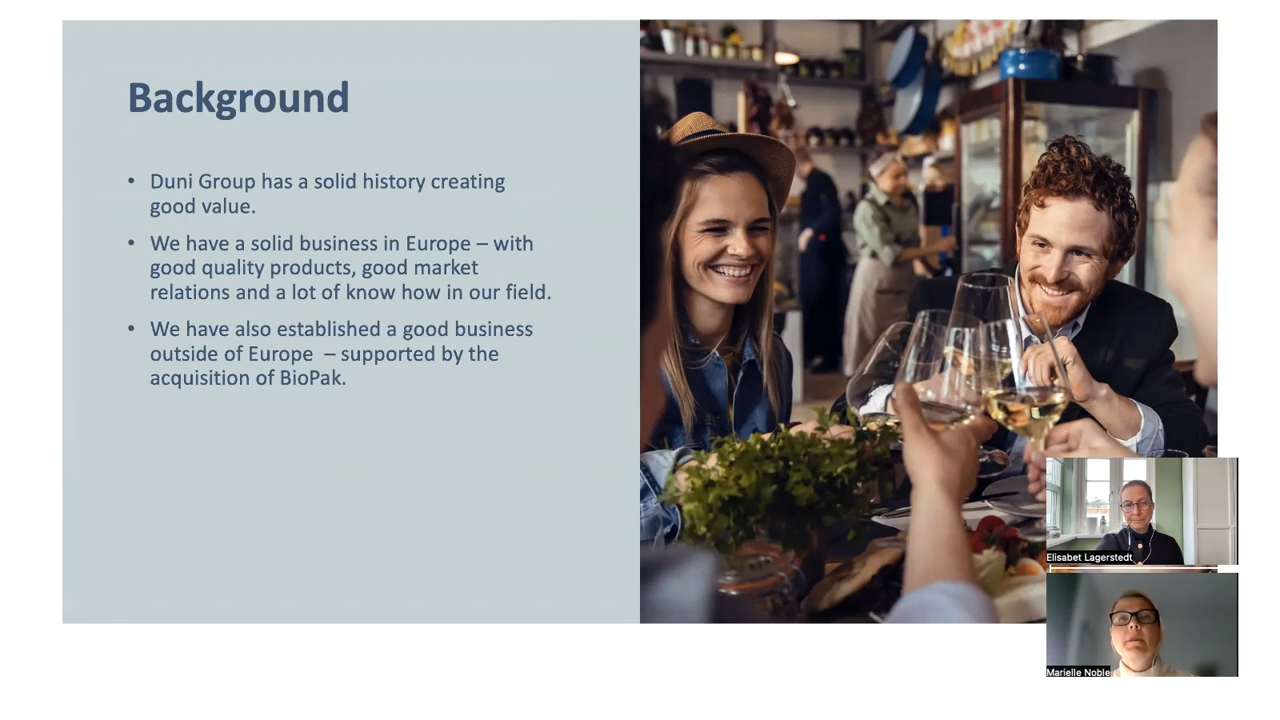 Background
• Duni Group has a solid history creating
good value.
• We have a solid business in Europe – with
good quality products, good market
relations and a lot of know how in our field.
• We have also established a good business
outside of Europe  – supported by the
acquisition of BioPak.
Elisabet Lagerstedt
Marielle Noble